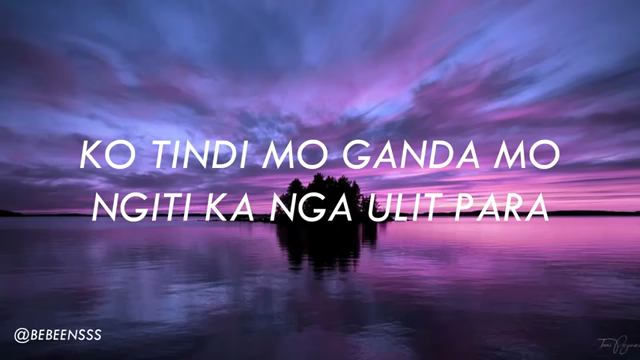 KO TINDI MO GANDA MO
NGITI KA NGA ULIT PARA
@BEBEENSSS